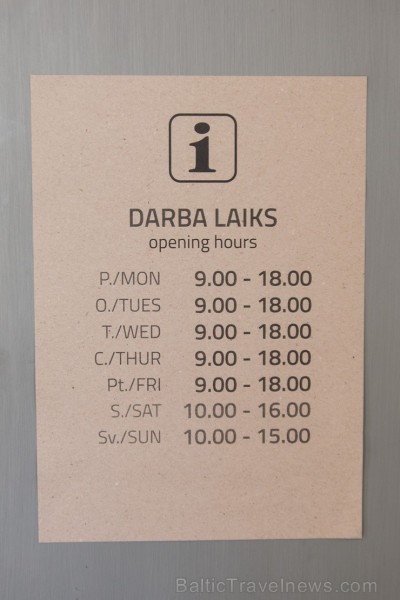 i
DARBA LAIKS
opening hours
P./MON 9.00 - 18.00
O./TUES 9.00 - 18.00
T./WED 9.00 - 18.00
C./THUR 9.00 - 18.00
Pt./FRI 9.00 - 18.00
S./SAT 10.00 - 16.00
Sv./SUN 10.00 - 15.00
BalticTravelnews.com